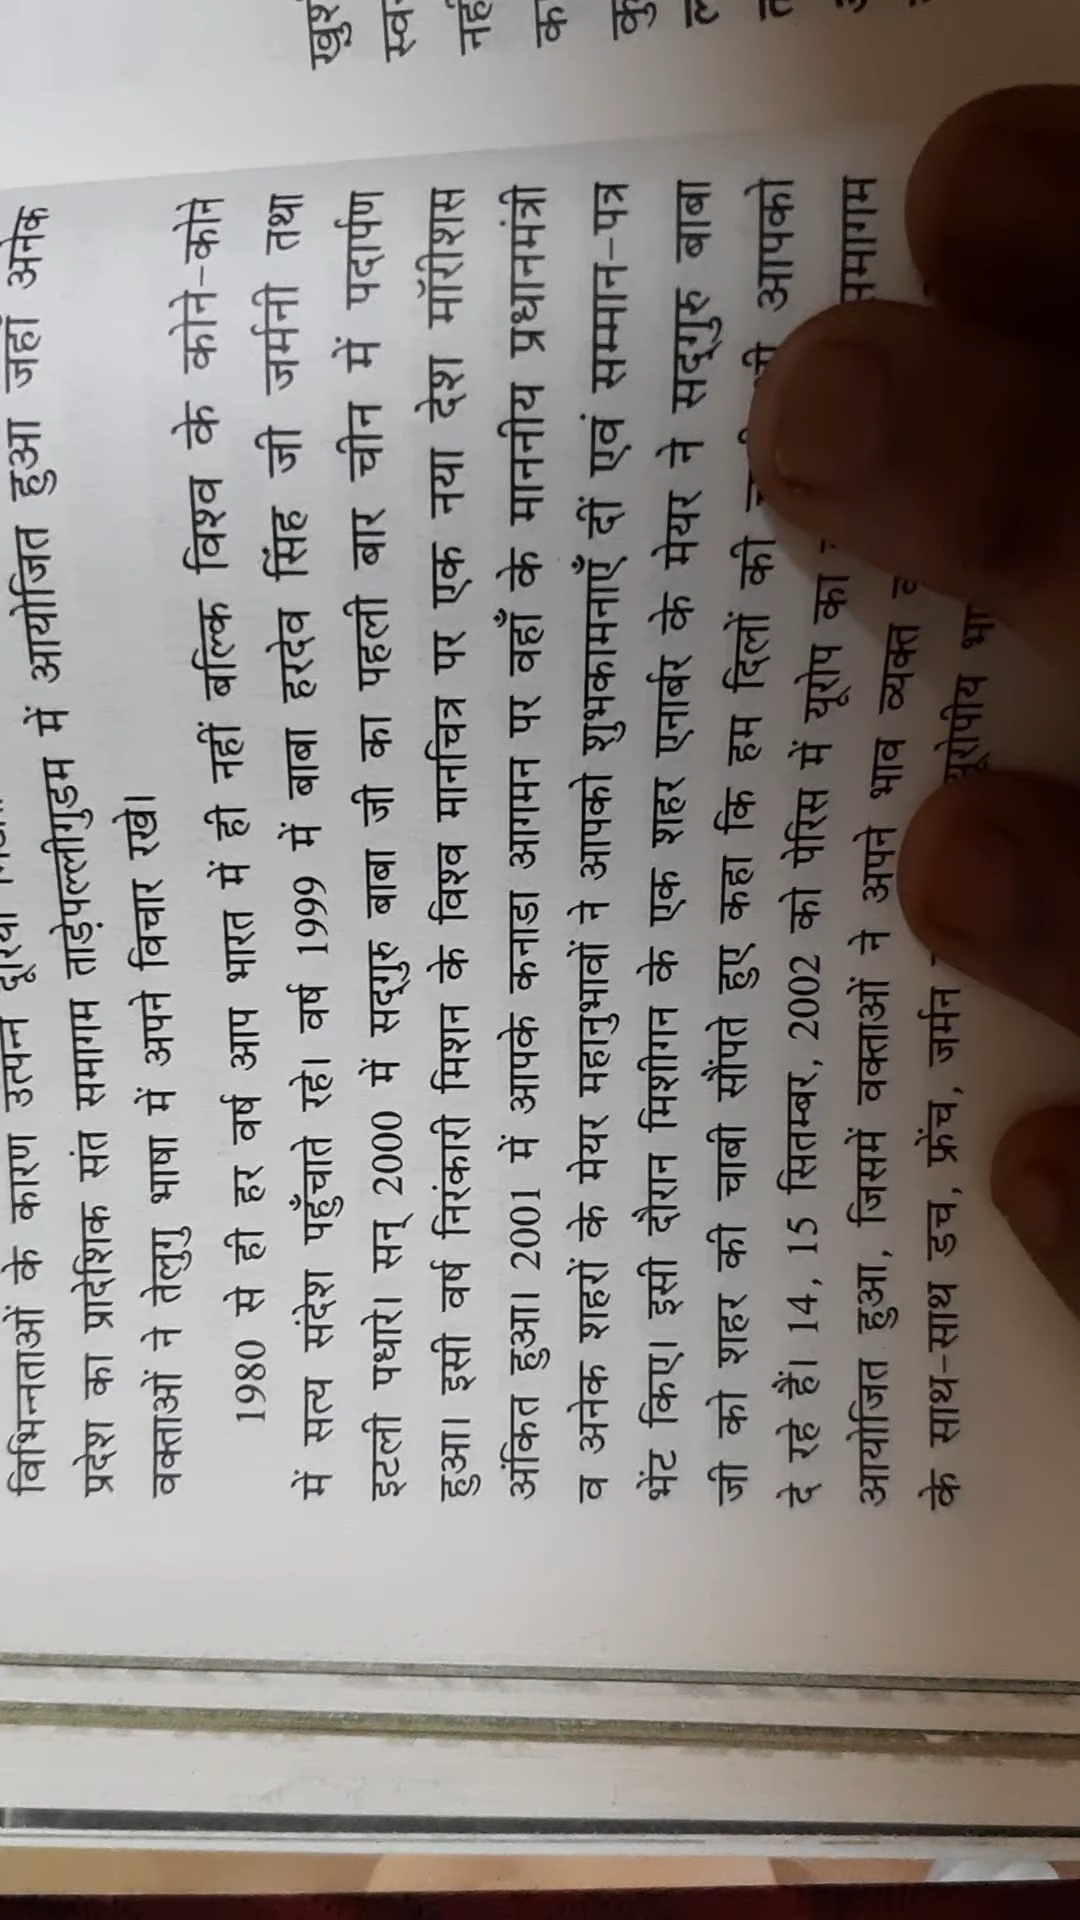 विभिन्नताओं के कारण उत्पन्न
प्रदेश का प्रादेशिक संत समागम ताड़ेपल्लीगुडम में आयोजित हुआ जहाँ अनेक
वक्ताओं ने तेलुगु भाषा में अपने विचार रखे।
1980 से ही हर वर्ष आप भारत में ही नहीं बल्कि विश्व के कोने-कोने
में सत्य संदेश पहुँचाते रहे। वर्ष 1999 में बाबा हरदेव सिंह जी जर्मनी तथा
इटली पधारे। सन् 2000 में सद्गुरु बाबा जी का पहली बार चीन में पदार्पण
हुआ। इसी वर्ष निरंकारी मिशन के विश्व मानचित्र पर एक नया देश मॉरीशस
अंकित हुआ। 2001 में आपके कनाडा आगमन पर वहाँ के माननीय प्रधानमंत्री
व अनेक शहरों के मेयर महानुभावों ने आपको शुभकामनाएँ दीं एवं सम्मान-पत्र
भेंट किए। इसी दौरान मिशीगन के एक शहर एनार्बर के मेयर ने सद्गुरु बाबा
जी को शहर की चाबी सौंपते हुए कहा कि हम दिलों की आपको
दे रहे हैं। 14, 15 सितम्बर, 2002 को पेरिस में यूरोप का समागम
आयोजित हुआ, जिसमें वक्ताओं ने अपने भाव व्यक्त
के साथ-साथ डच, फ्रेंच, जर्मन यूरोपीय